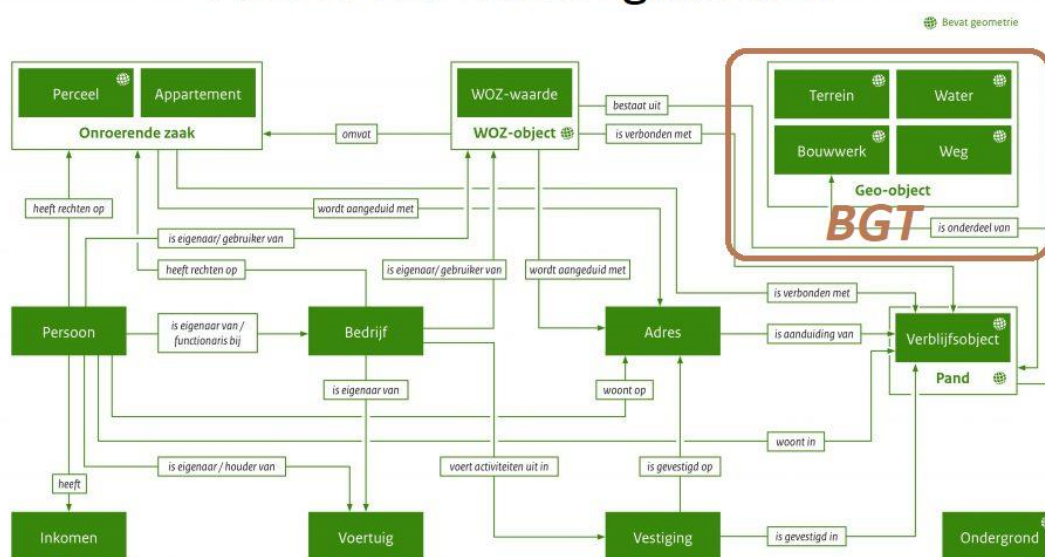 Bevat geometrie
Perceel
Appartement
Onroerende zaak
omvat
WOZ-waarde
WOZ-object
bestaat uit
is verbonden met
Terrein
Water
Bouwwerk
Weg
Geo-object
BGT
is onderdeel van
heeft rechten op
wordt aangeduid met
is eigenaar/ gebruiker van
heeft rechten op
is eigenaar/ gebruiker van
wordt aangeduid met
is verbonden met
Persoon
is eigenaar van /
functionaris bij
Bedrijf
Adres
is aanduiding van
Verblijfsobject
Pand
is eigenaar van
woont op
woont in
is eigenaar / houder van
voert activiteiten uit in
is gevestigd op
heeft
Inkomen
Voertuig
Vestiging
is gevestigd in
Ondergrond